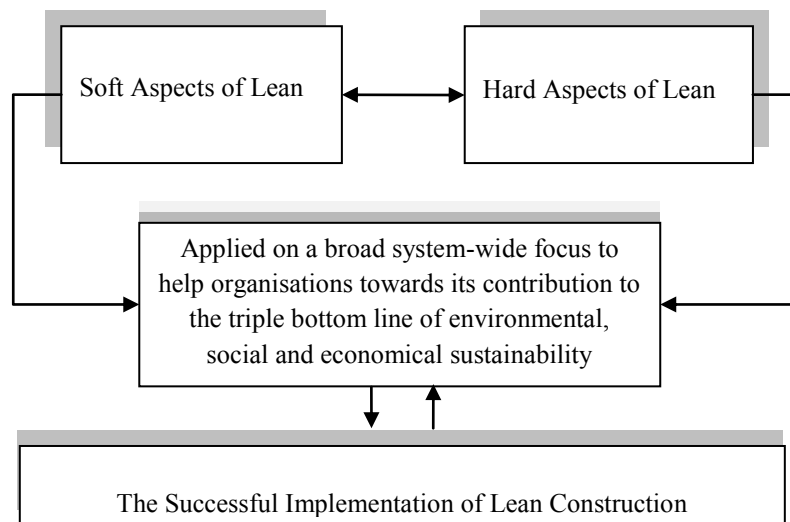 Soft Aspects of Lean
Hard Aspects of Lean
Applied on a broad system-wide focus to
help organisations towards its contribution to
the triple bottom line of environmental,
social and economical sustainability
The Successful Implementation of Lean Construction